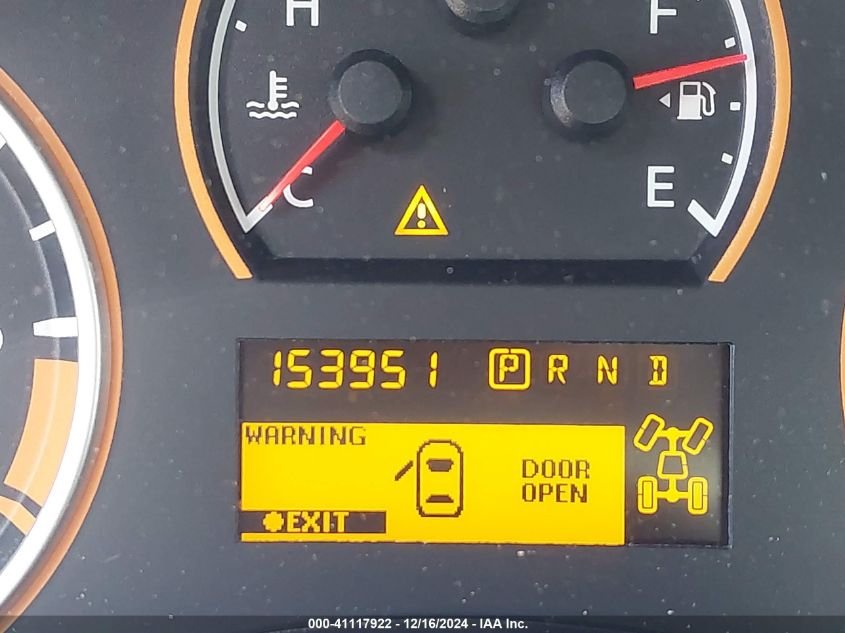 H F
C E
153951 P R N D
WARNING
DOOR
OPEN
EXIT
000-41117922 - 12/16/2024 - IAA Inc.